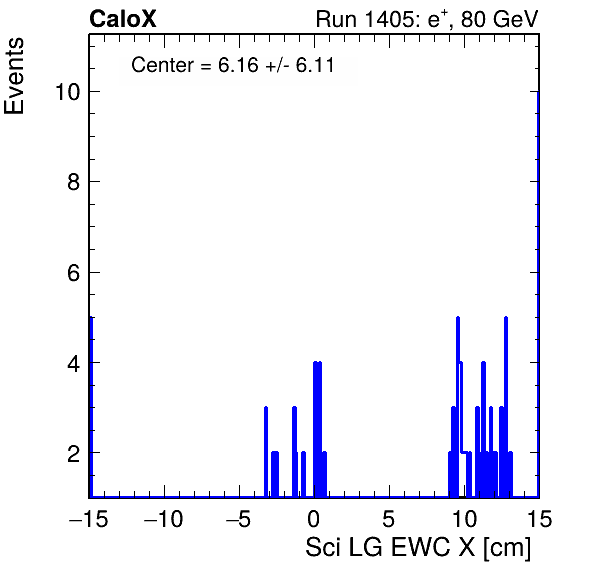 CaloX
Run 1405: e+, 80 GeV
Center = 6.16 +/- 6.11
Events
10
8
6
4
2
−15 −10 −5 0 5 10 15
Sci LG EWC X [cm]